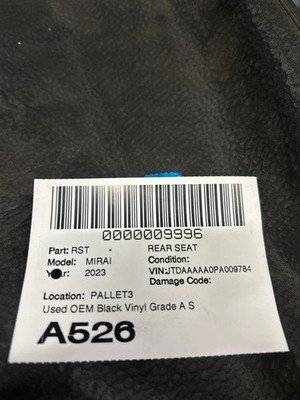 0000009996
Part: RST - REAR SEAT
Model: MIRAI Condition:
Year: 2023 VIN:JTDAAAAA0PA009784
Damage Code:
Location: PALLET3
Used OEM Black Vinyl Grade A S
A526